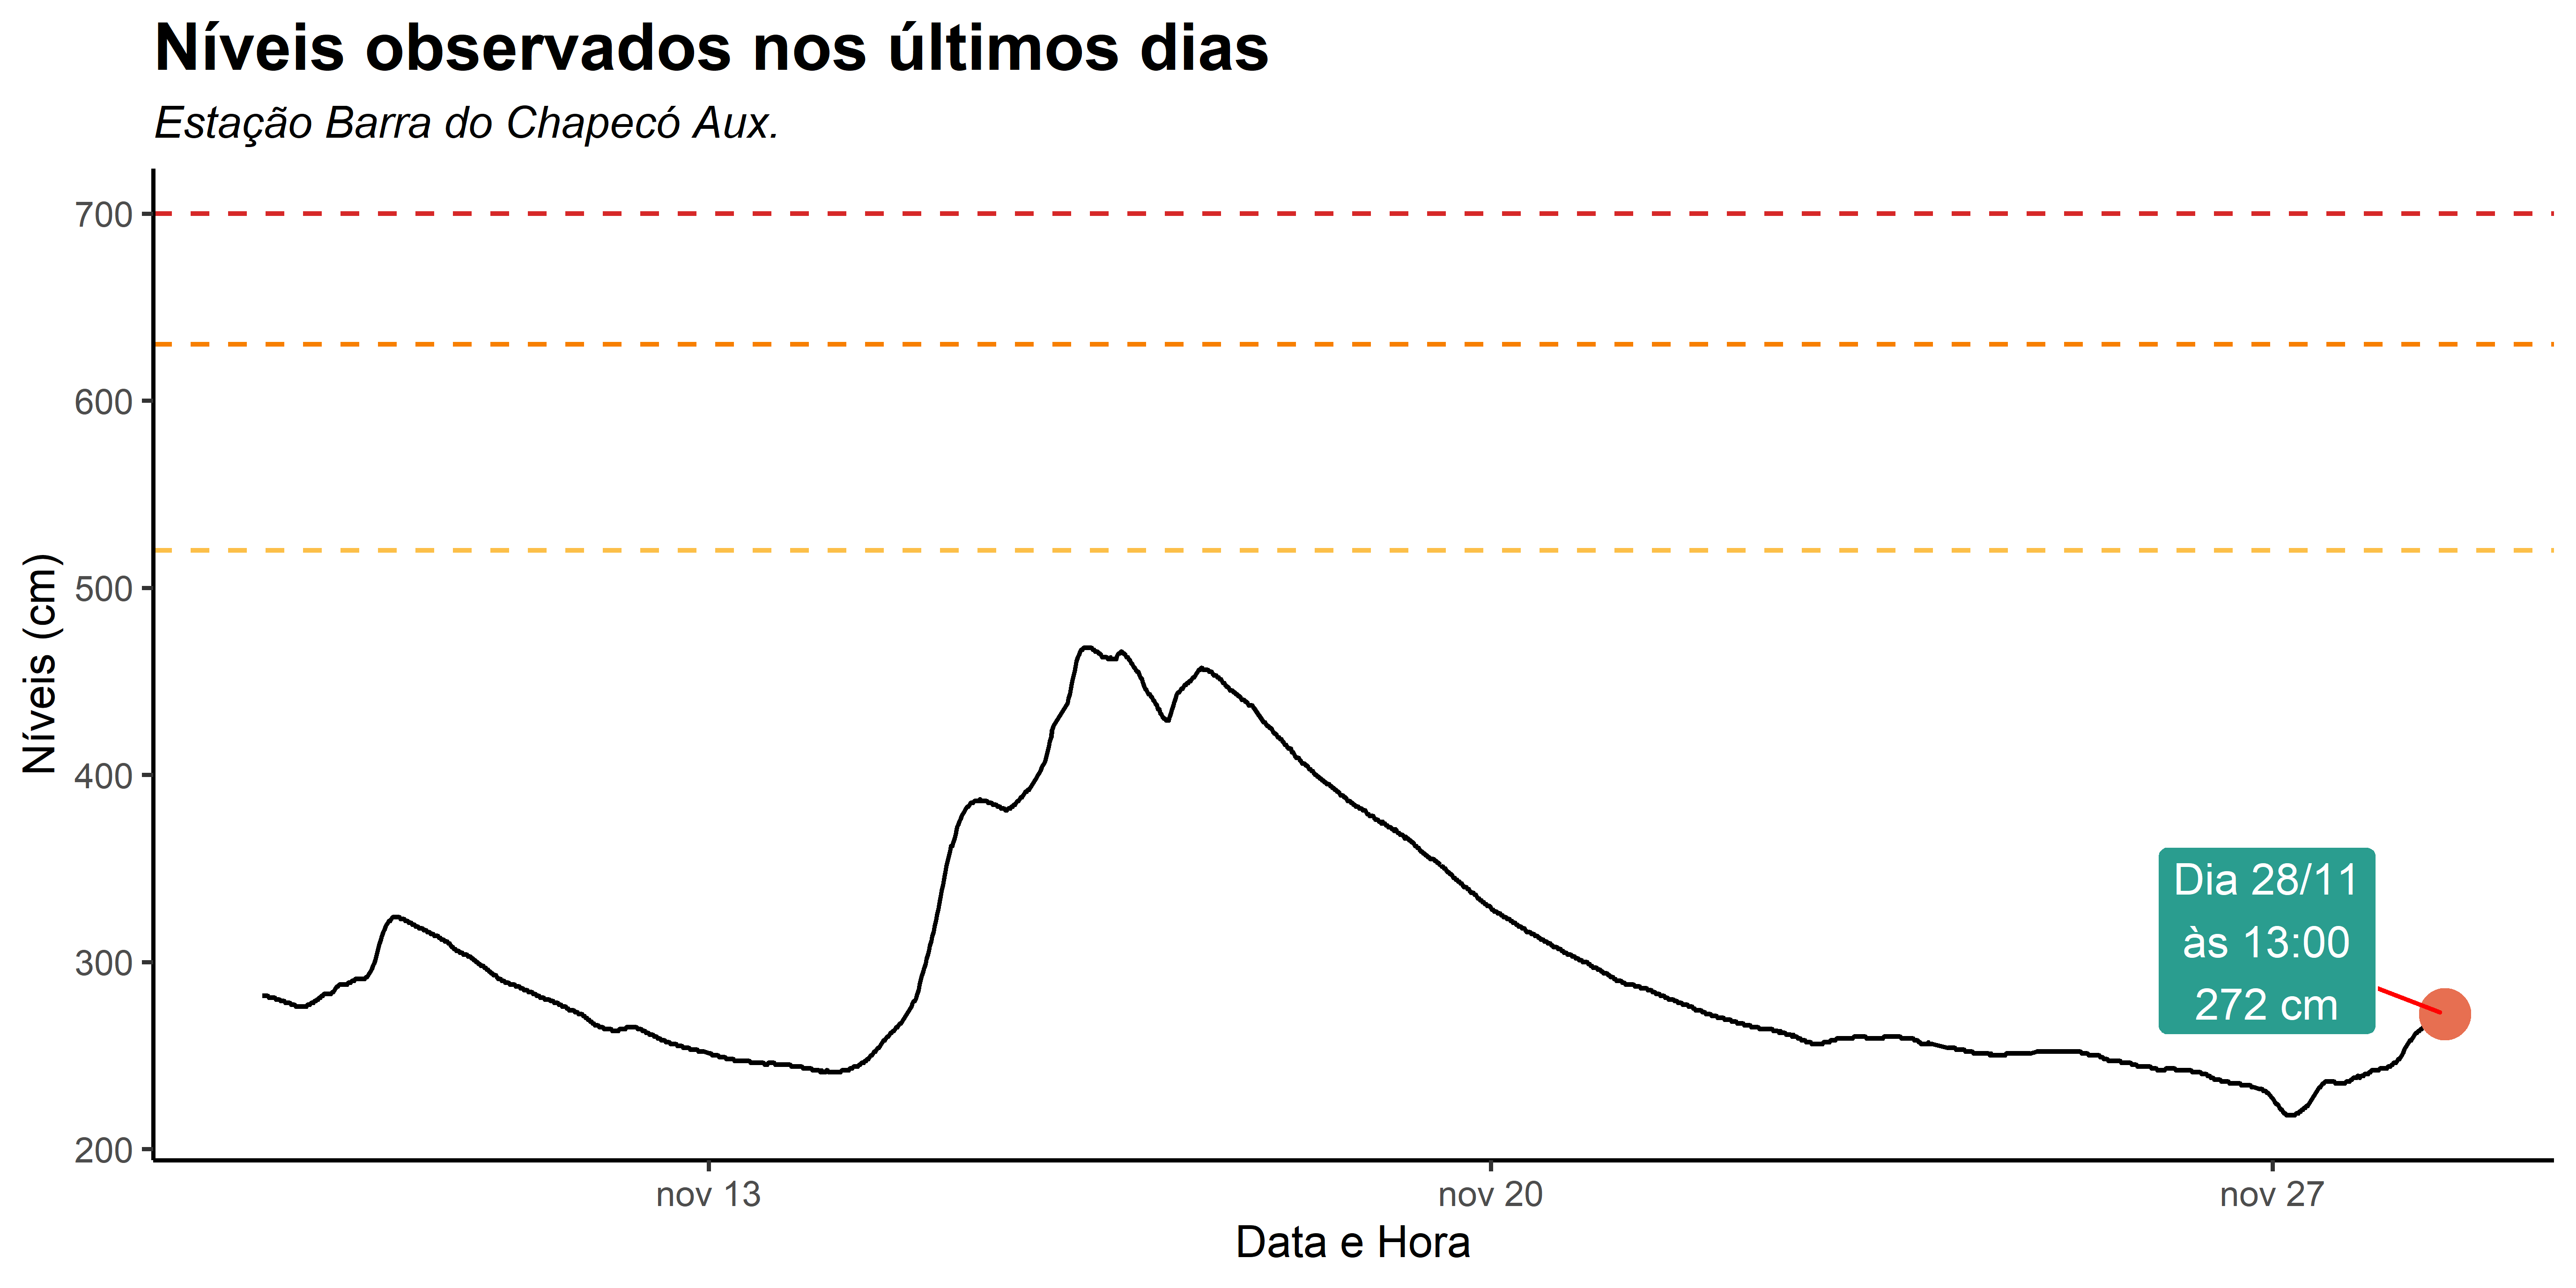 Níveis observados nos últimos dias
Estação Barra do Chapecó Aux.
700
600
500
400
300
200
Níveis (cm)
Dia 28/11
às 13:00
272 cm
nov 13
nov 20
nov 27
Data e Hora